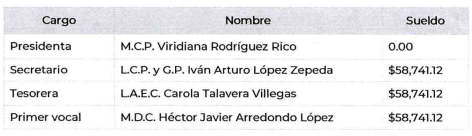 Cargo Nombre Sueldo
Presidenta M.C.P. Viridiana Rodríguez Rico 0.00
Secretario L.C.P. y G.P. Iván Arturo López Zepeda $58,741.12
Tesorera L.A.E.C. Carola Talavera Villegas $58,741.12
Primer vocal M.D.C. Héctor Javier Arredondo López $58,741.12